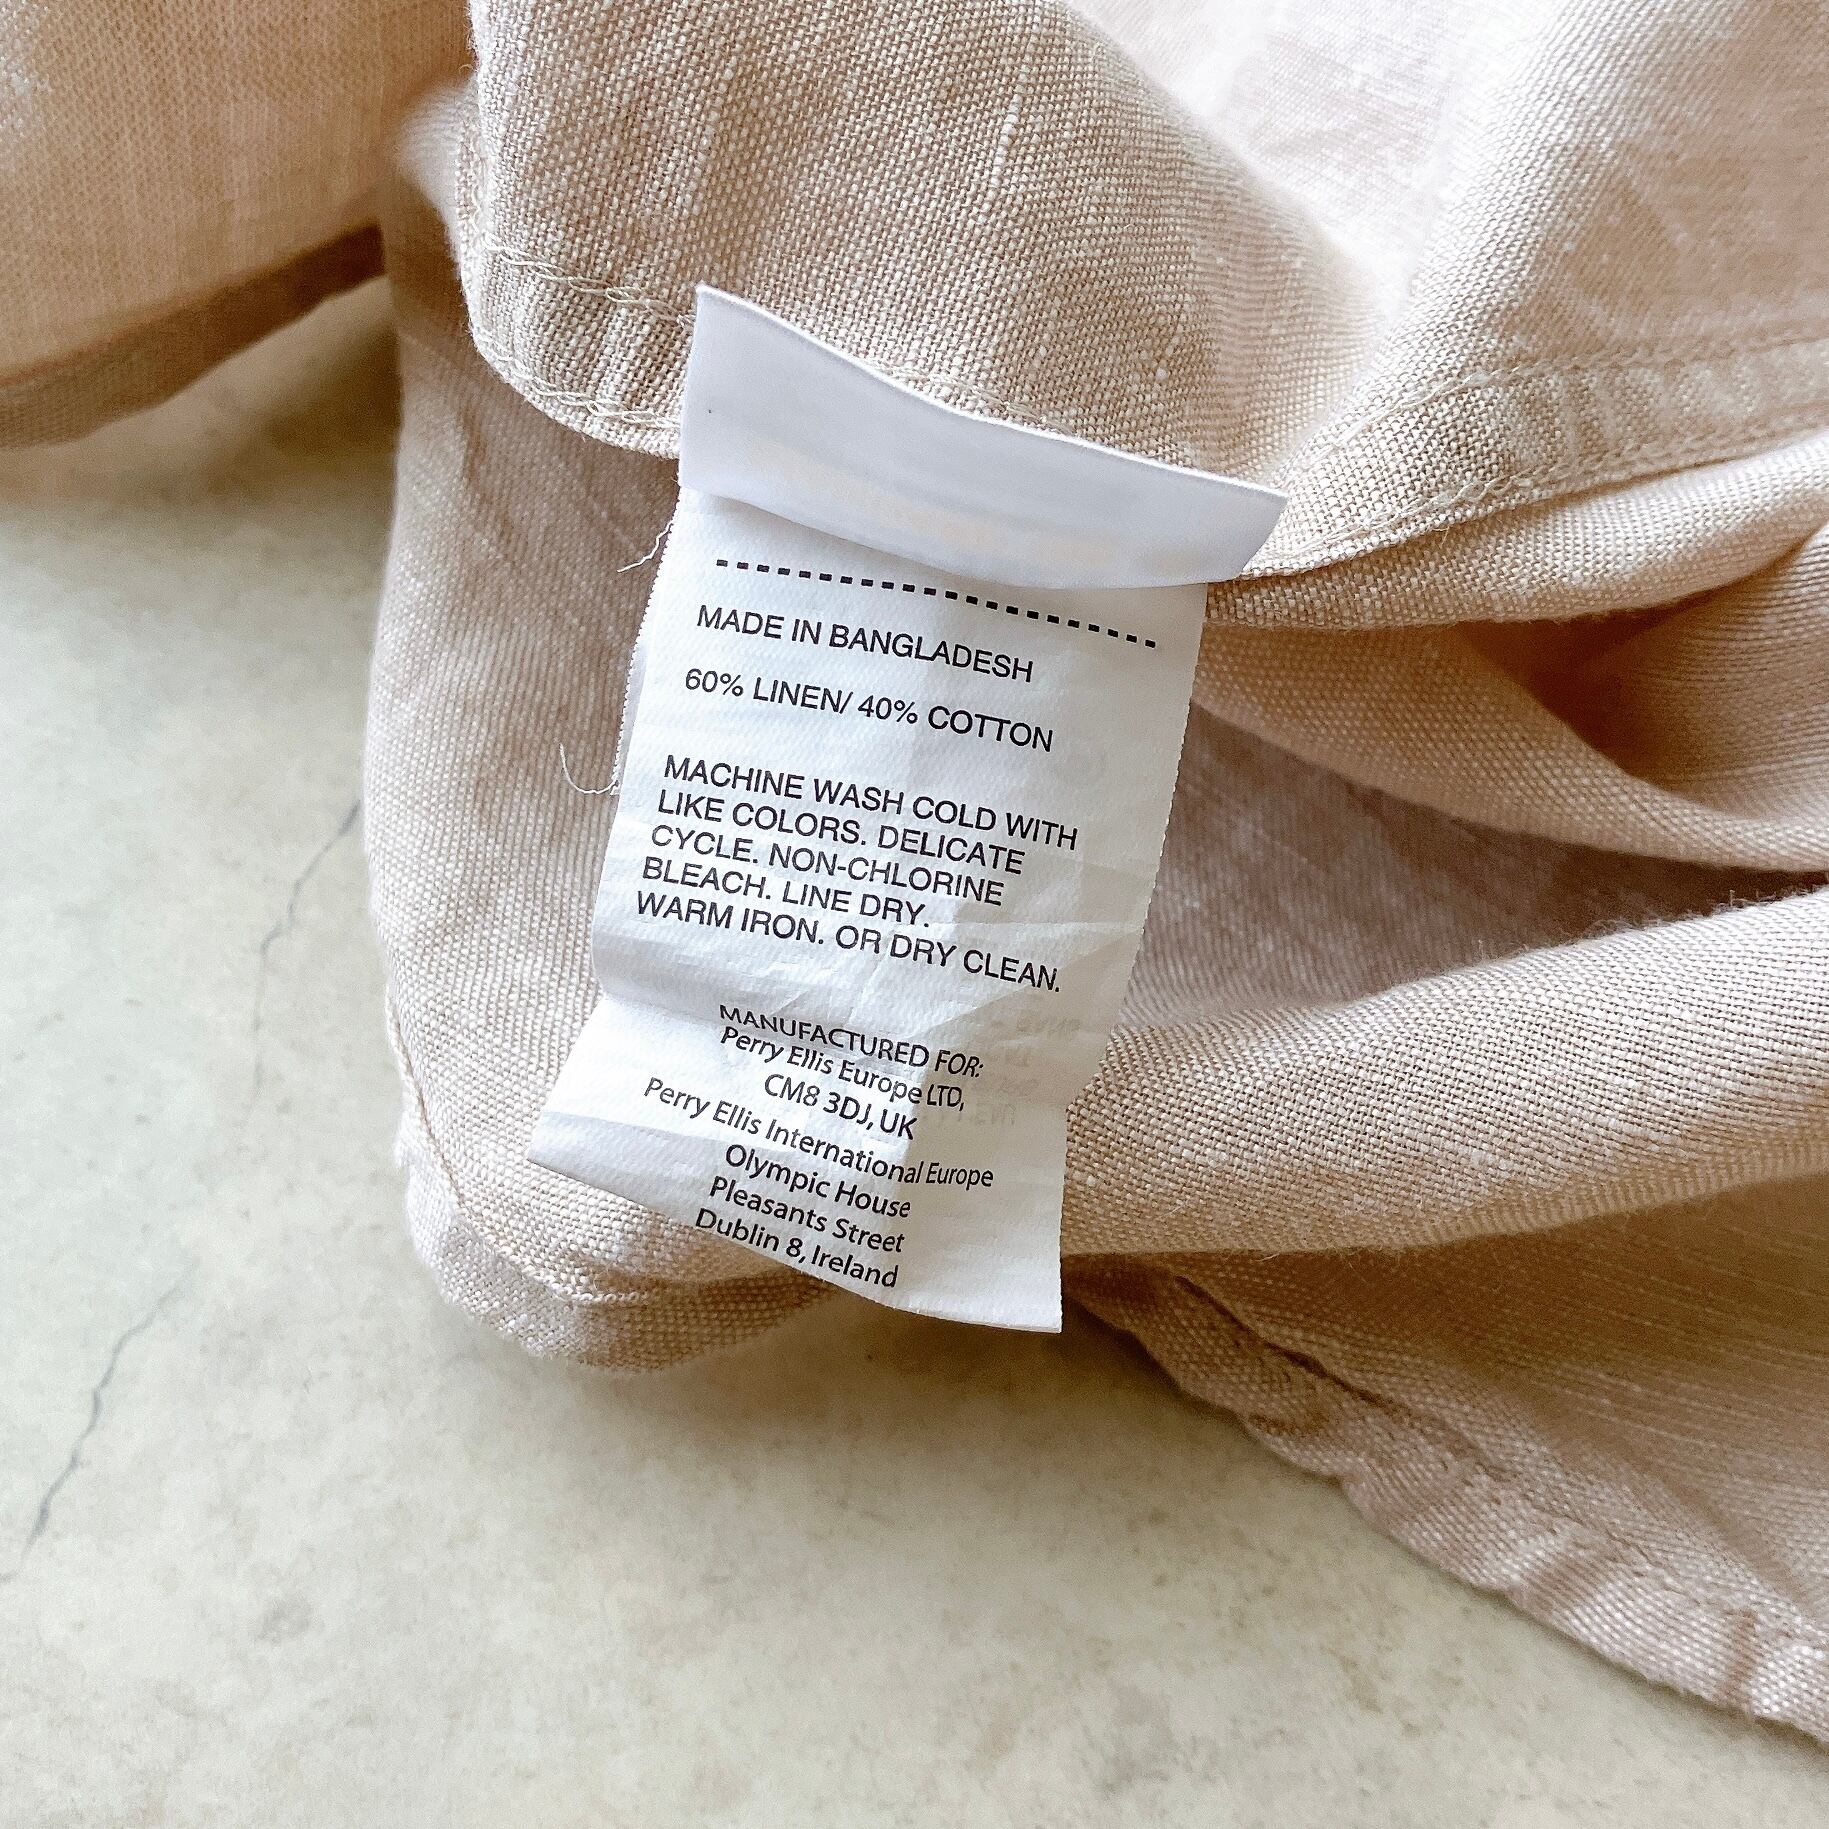 MADE IN BANGLADESH
60% LINEN/ 40% COTTON
MACHINE WASH COLD WITH
LIKE COLORS. DELICATE
CYCLE. NON-CHLORINE
BLEACH. LINE DRY.
WARM IRON. OR DRY CLEAN.
MANUFACTURED FOR:
Perry Ellis Europe LTD,
CM8 3DJ, UK
Perry Ellis International Europe
Olympic House
Pleasants Street
Dublin 8, Ireland